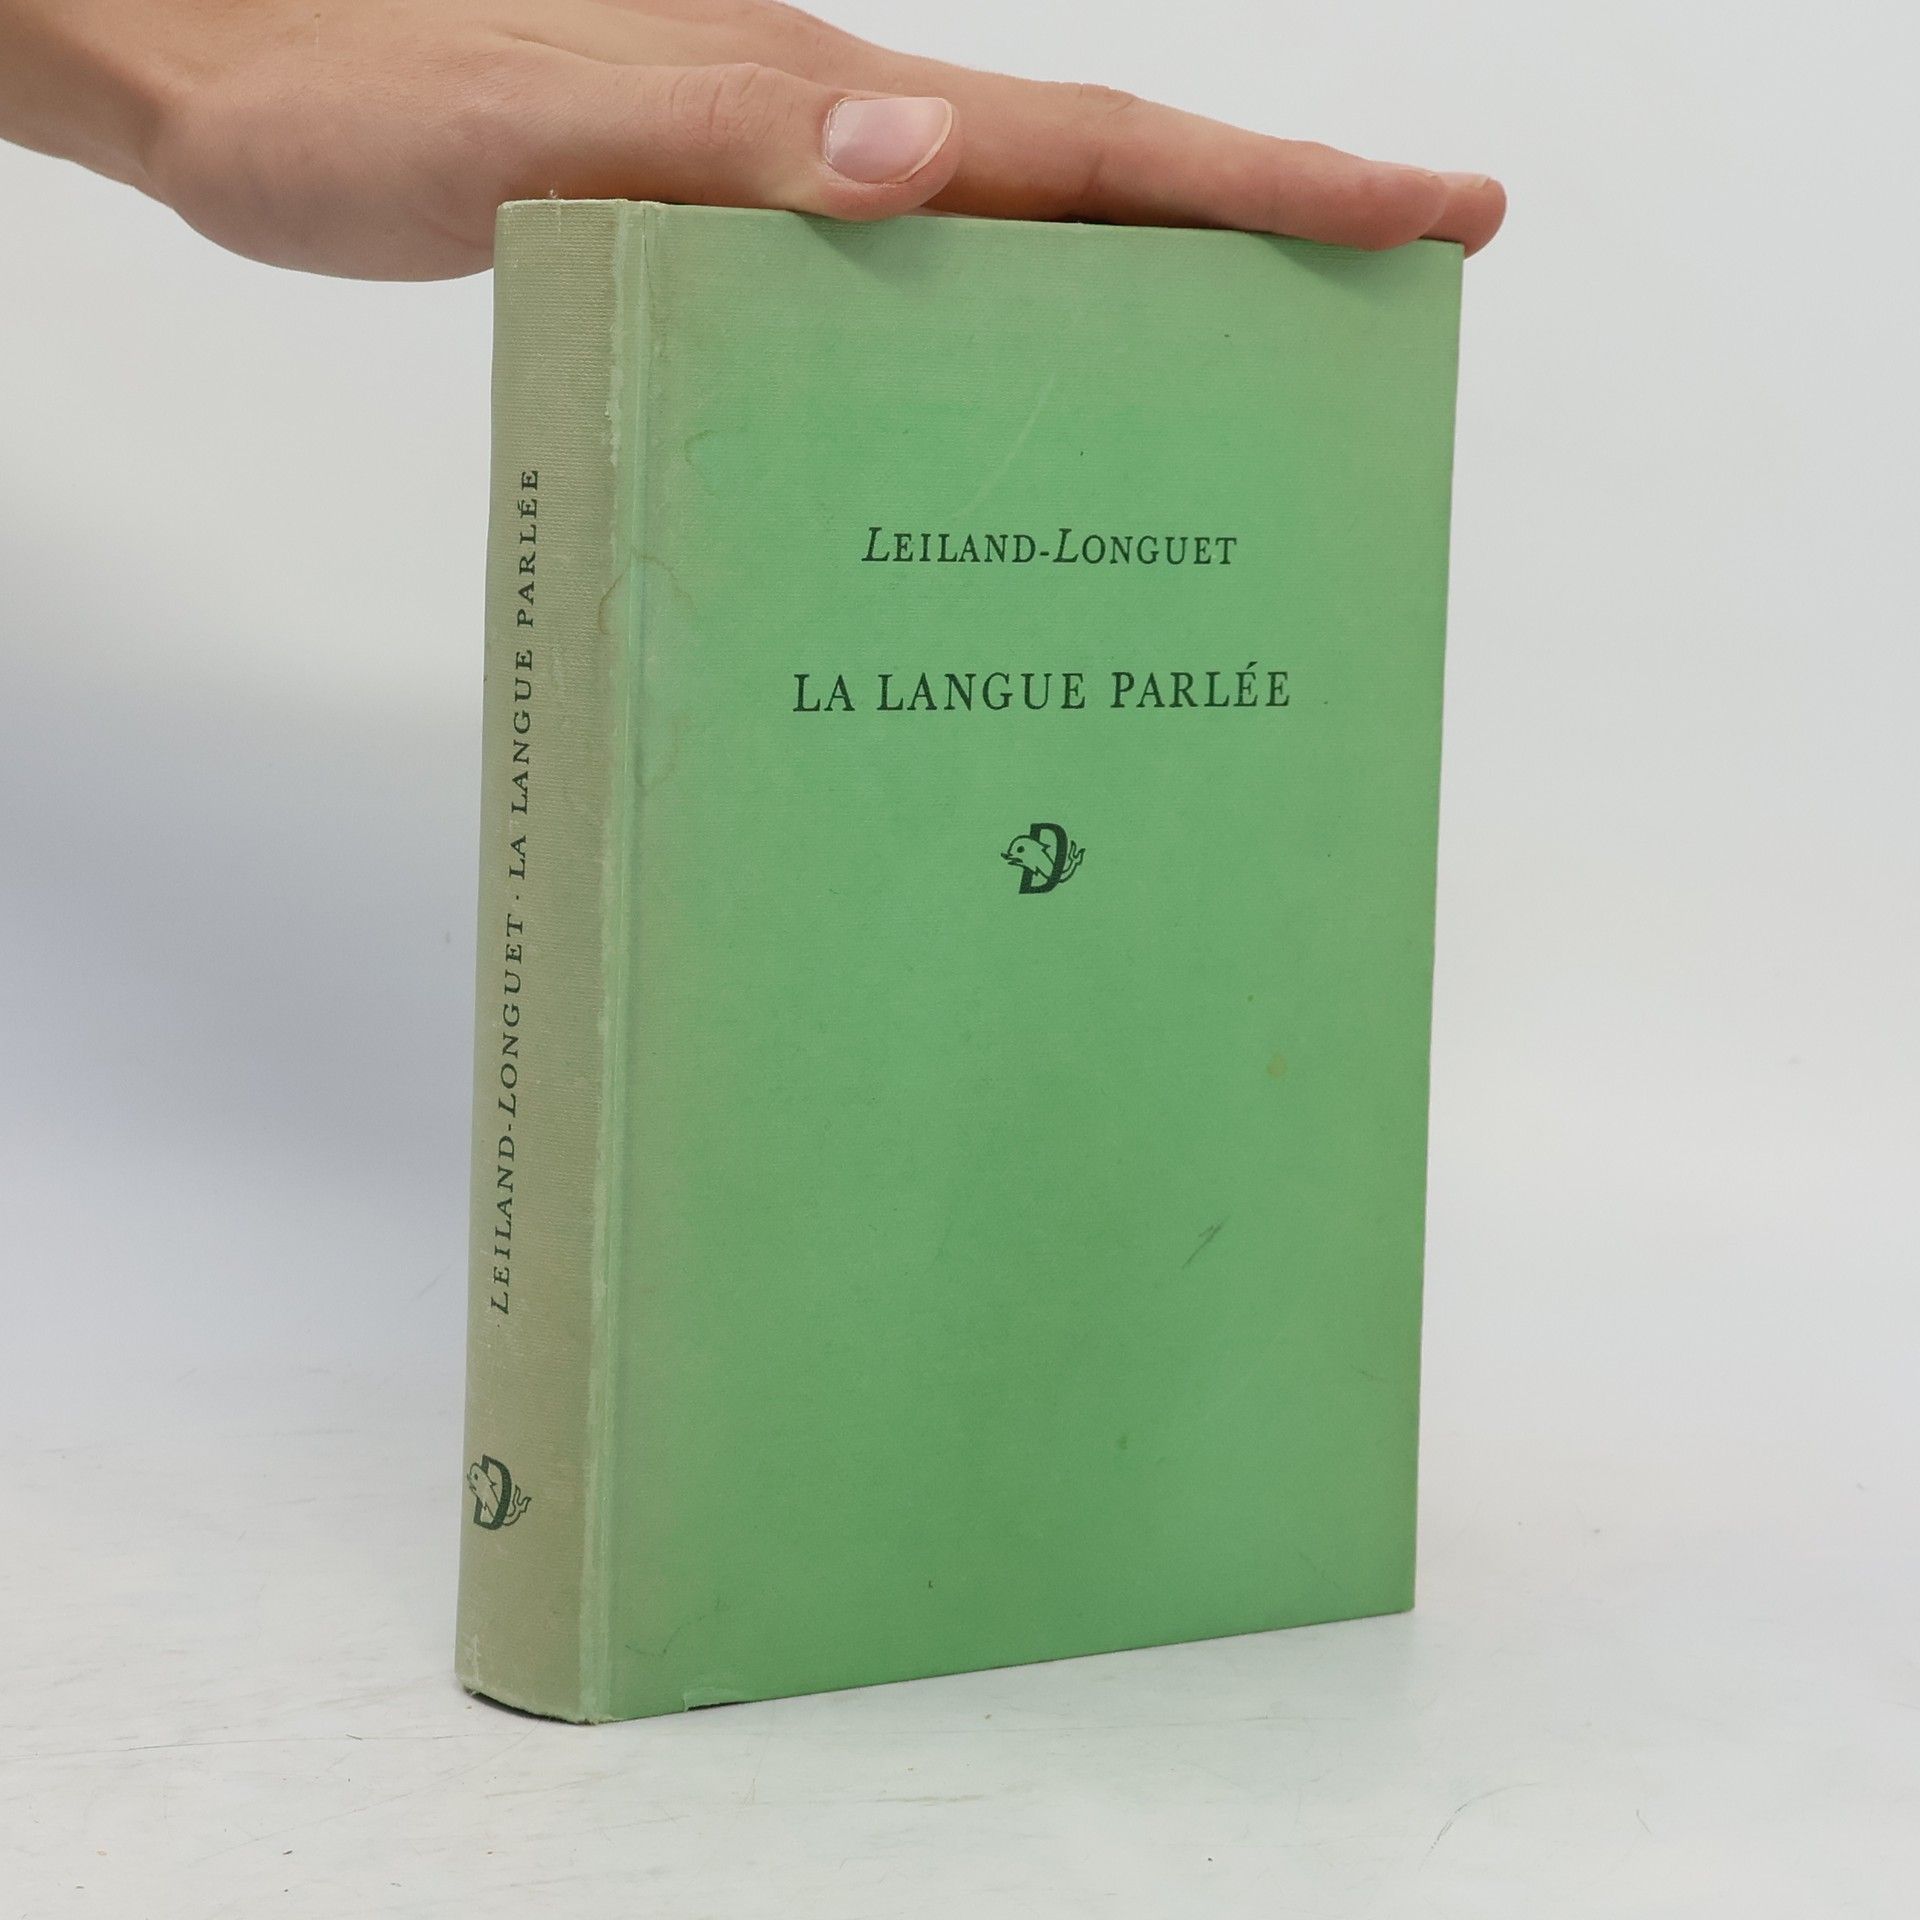 LEILAND-LONGUET
LA LANGUE PARLÉE
D
LEILAND-LONGUET · LA LANGUE PARLÉE
D